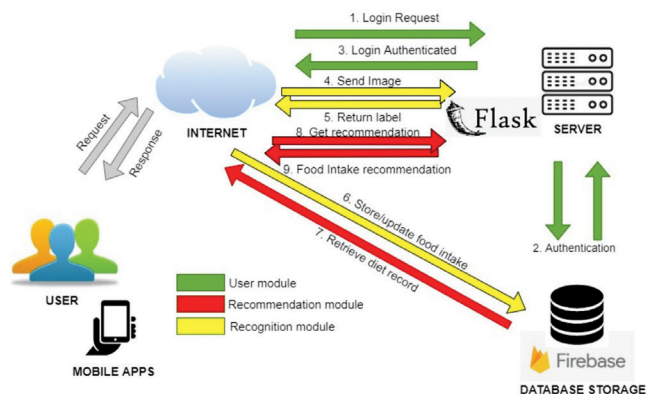 1. Login Request
3. Login Authenticated
4. Send Image
5. Return label
8. Get recommendation
9. Food Intake recommendation
INTERNET
Flask
SERVER
Request
Response
6. Store/update food intake
7. Retrieve diet record
2. Authentication
USER
User module
Recommendation module
Recognition module
MOBILE APPS
Firebase
DATABASE STORAGE